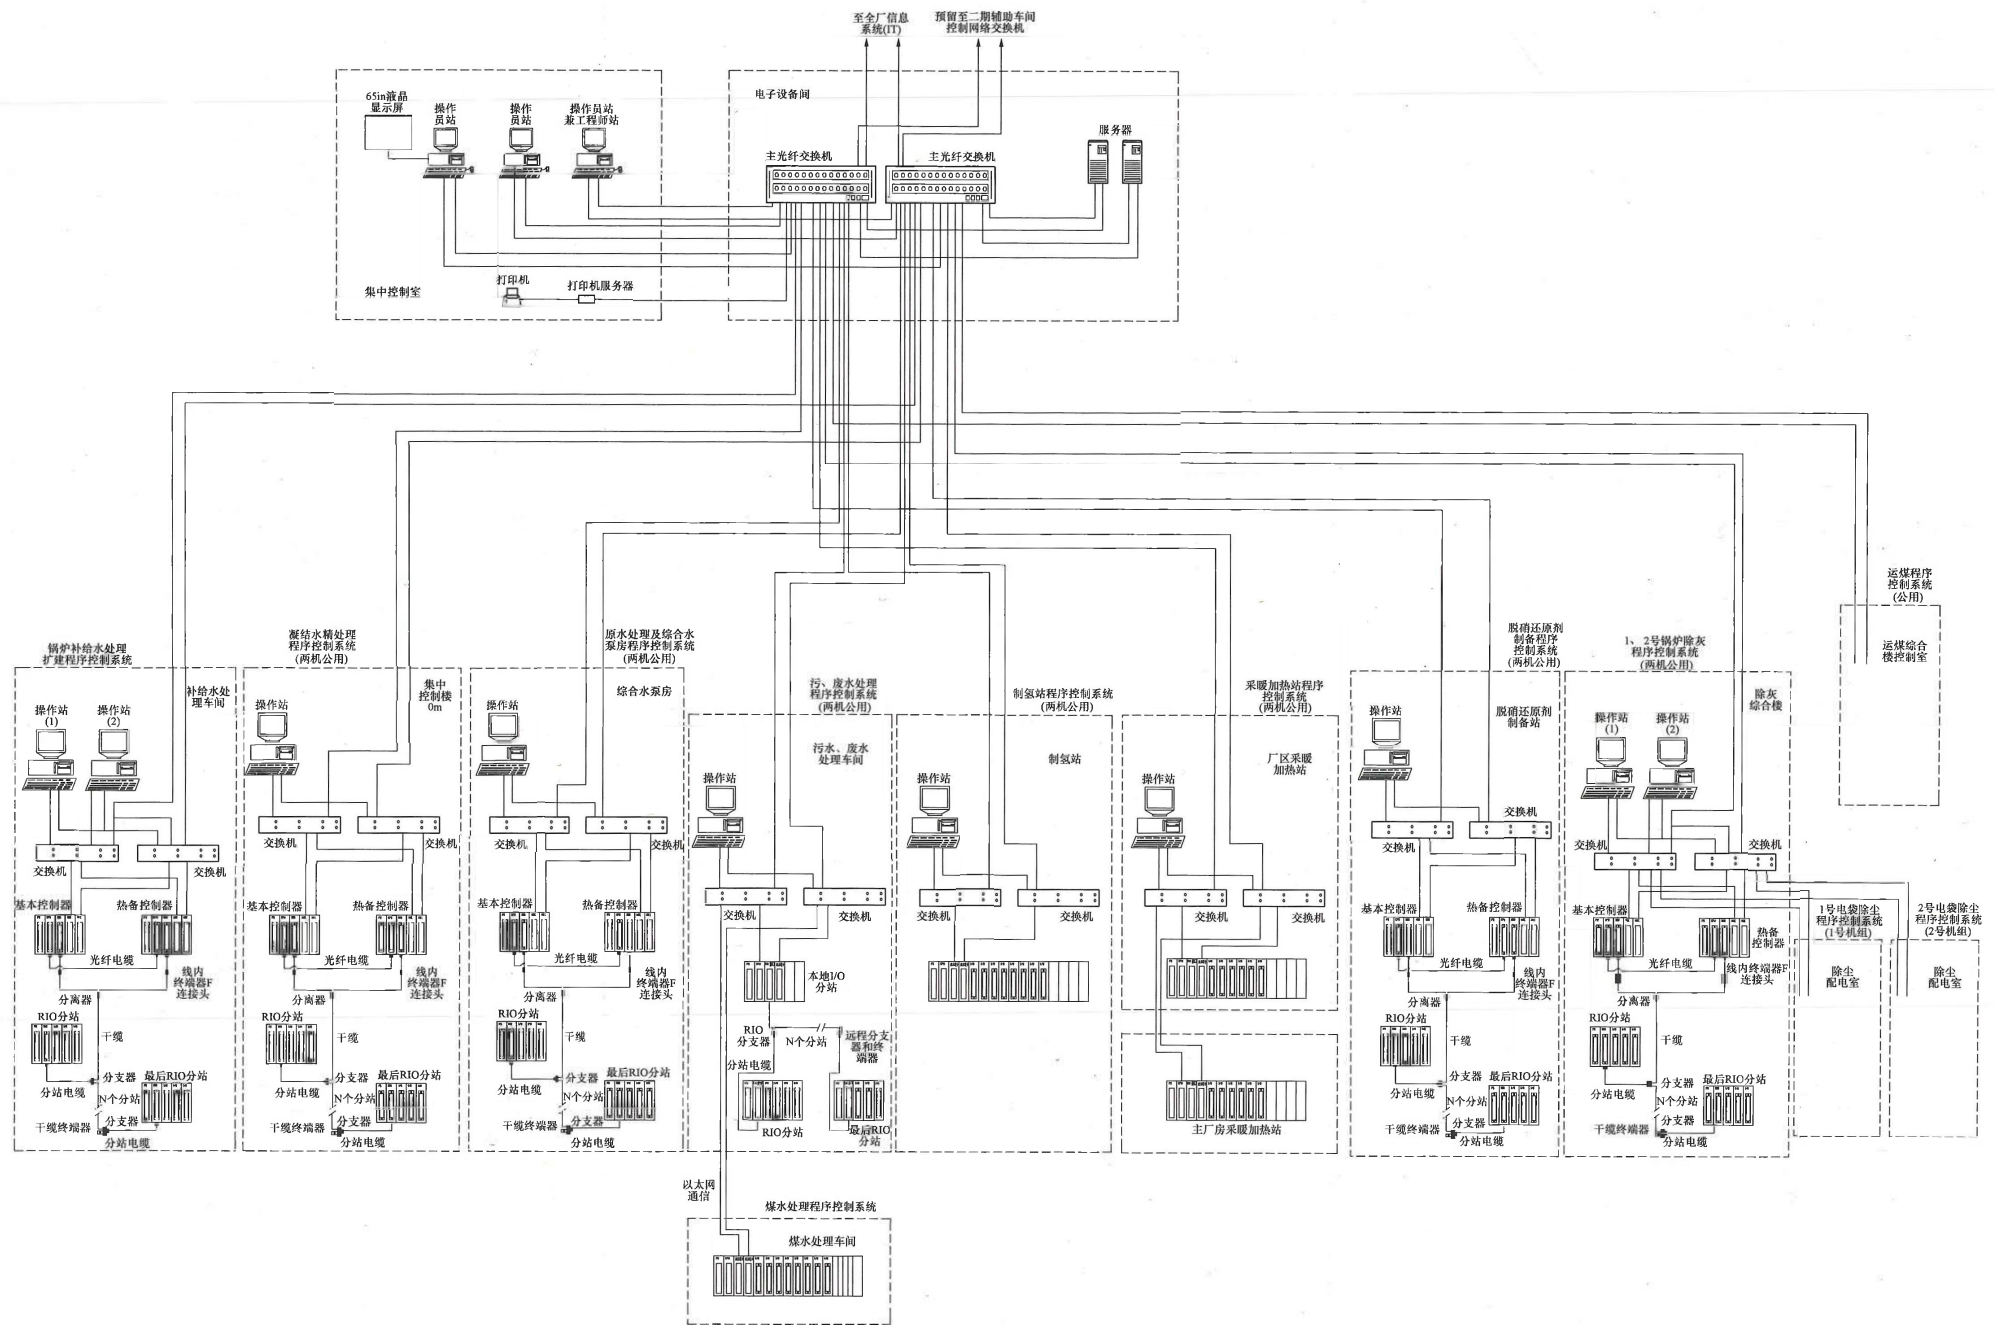 至全厂信息
系统(IT)
预留至二期辅助车间
控制网络交换机
65in液晶
显示屏
操作
员站
操作
员站
操作员站
兼工程师站
集中控制室
打印机
打印机服务器
电子设备间
主光纤交换机
主光纤交换机
服务器
锅炉补给水处理
扩建程序控制系统
补给水处
理车间
操作站
(1)
操作站
(2)
交换机
交换机
基本控制器
热备控制器
光纤电缆
线内
终端器F
连接头
分离器
RIO分站
干缆
分支器
最后RIO分站
分站电缆
N个分站
分支器
干缆终端器
分站电缆
凝结水精处理
程序控制系统
(两机公用)
集中
控制楼
0m
操作站
交换机
交换机
基本控制器
热备控制器
光纤电缆
线内
终端器F
连接头
分离器
RIO分站
干缆
分支器
最后RIO分站
分站电缆
N个分站
分支器
干缆终端器
分站电缆
原水处理及综合水
泵房程序控制系统
(两机公用)
综合水泵房
操作站
交换机
交换机
基本控制器
热备控制器
光纤电缆
线内
终端器F
连接头
分离器
RIO分站
干缆
分支器
最后RIO分站
分站电缆
N个分站
分支器
干缆终端器
分站电缆
污、废水处理
程序控制系统
(两机公用)
污水、废水
处理车间
操作站
交换机
交换机
本地I/O
分站
RIO
分支器
N个分站
远程分支
器和终
端器
分站电缆
RIO分站
最后RIO
分站
以太网
通信
煤水处理程序控制系统
煤水处理车间
制氢站程序控制系统
(两机公用)
制氢站
操作站
交换机
交换机
采暖加热站程序
控制系统
(两机公用)
厂区采暖
加热站
操作站
交换机
交换机
主厂房采暖加热站
脱硝还原剂
制备程序
控制系统
(两机公用)
脱硝还原剂
制备站
操作站
交换机
交换机
基本控制器
热备控制器
光纤电缆
线内
终端器F
连接头
分离器
RIO分站
干缆
分支器
最后RIO分站
分站电缆
N个分站
分支器
干缆终端器
分站电缆
1、2号锅炉除灰
程序控制系统
(两机公用)
除灰
综合楼
操作站
(1)
操作站
(2)
交换机
交换机
基本控制器
热备
控制器
光纤电缆
线内终端器F
连接头
分离器
RIO分站
干缆
分支器
最后RIO分站
分站电缆
N个分站
分支器
干缆终端器
分站电缆
运煤程序
控制系统
(公用)
运煤综合
楼控制室
1号电袋除尘
程序控制系统
(1号机组)
除尘
配电室
2号电袋除尘
程序控制系统
(2号机组)
除尘
配电室